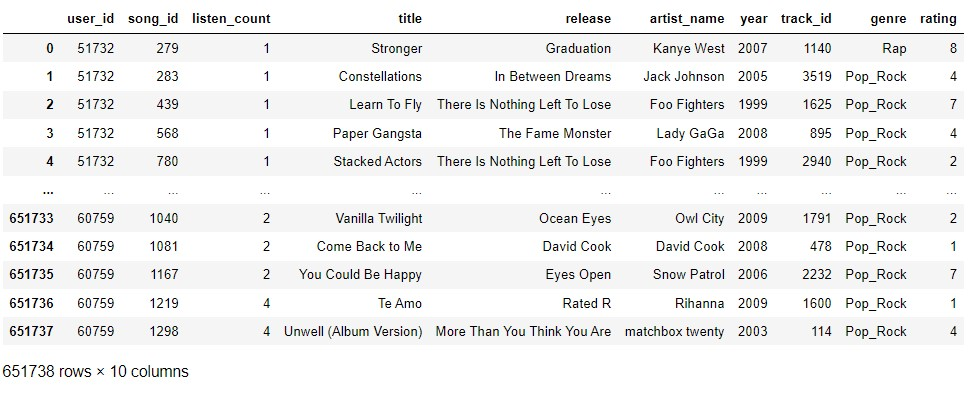 user_id song_id listen_count title release artist_name year track_id genre rating
0 51732 279 1 Stronger Graduation Kanye West 2007 1140 Rap 8
1 51732 283 1 Constellations In Between Dreams Jack Johnson 2005 3519 Pop_Rock 4
2 51732 439 1 Learn To Fly There Is Nothing Left To Lose Foo Fighters 1999 1625 Pop_Rock 7
3 51732 568 1 Paper Gangsta The Fame Monster Lady GaGa 2008 895 Pop_Rock 4
4 51732 780 1 Stacked Actors There Is Nothing Left To Lose Foo Fighters 1999 2940 Pop_Rock 2
... ... ... ... ... ... ... ... ... ... ...
651733 60759 1040 2 Vanilla Twilight Ocean Eyes Owl City 2009 1791 Pop_Rock 2
651734 60759 1081 2 Come Back to Me David Cook David Cook 2008 478 Pop_Rock 1
651735 60759 1167 2 You Could Be Happy Eyes Open Snow Patrol 2006 2232 Pop_Rock 7
651736 60759 1219 4 Te Amo Rated R Rihanna 2009 1600 Pop_Rock 1
651737 60759 1298 4 Unwell (Album Version) More Than You Think You Are matchbox twenty 2003 114 Pop_Rock 4
651738 rows × 10 columns